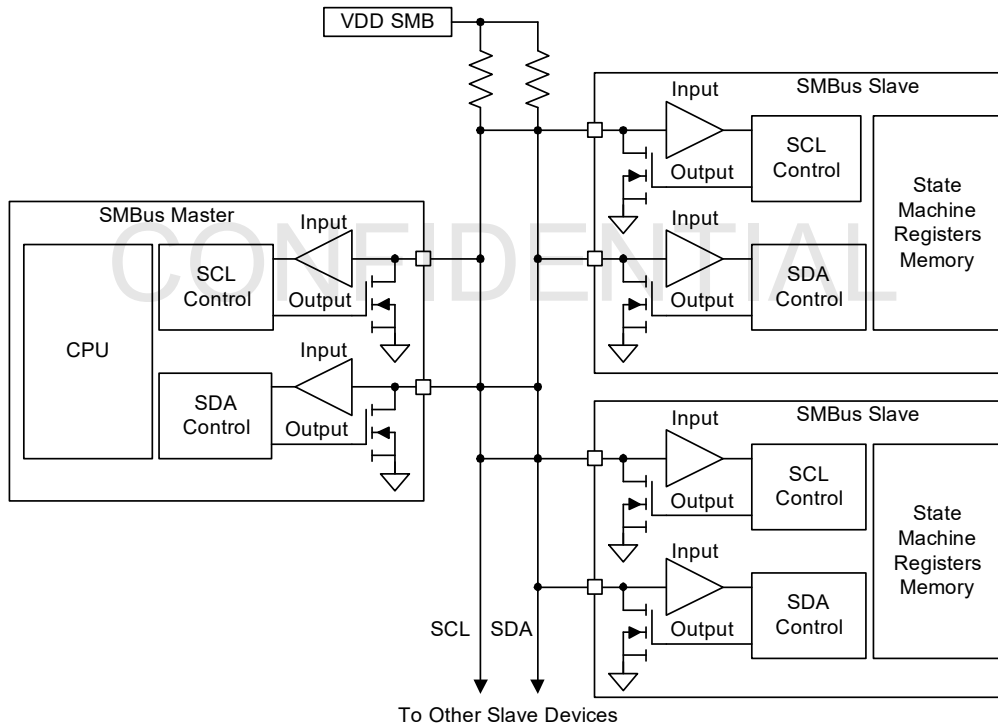 VDD SMB
SMBus Master
CPU
SCL
Control
Input
Output
SDA
Control
Input
Output
SMBus Slave
Input
Output
SCL
Control
Input
Output
SDA
Control
State
Machine
Registers
Memory
SMBus Slave
Input
Output
SCL
Control
Input
Output
SDA
Control
State
Machine
Registers
Memory
SCL
SDA
To Other Slave Devices
CONFIDENTIAL